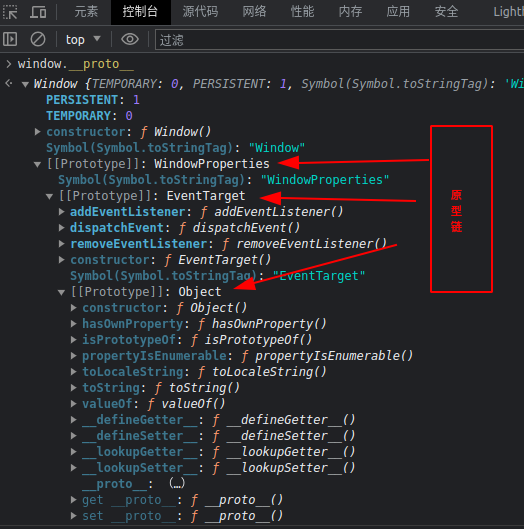 元素 控制台 源代码 网络 性能 内存 应用 安全 Lighth
top 过滤
> window.__proto__
Window {TEMPORARY: 0, PERSISTENT: 1, Symbol(Symbol.toStringTag): 'Wi
PERSISTENT: 1
TEMPORARY: 0
constructor: ƒ Window()
Symbol(Symbol.toStringTag): "Window"
[[Prototype]]: WindowProperties
Symbol(Symbol.toStringTag): "WindowProperties"
[[Prototype]]: EventTarget
addEventListener: ƒ addEventListener()
dispatchEvent: ƒ dispatchEvent()
removeEventListener: ƒ removeEventListener()
constructor: ƒ EventTarget()
Symbol(Symbol.toStringTag): "EventTarget"
[[Prototype]]: Object
constructor: ƒ Object()
hasOwnProperty: ƒ hasOwnProperty()
isPrototypeOf: ƒ isPrototypeOf()
propertyIsEnumerable: ƒ propertyIsEnumerable()
toLocaleString: ƒ toLocaleString()
toString: ƒ toString()
valueOf: ƒ valueOf()
__defineGetter__: ƒ __defineGetter__()
__defineSetter__: ƒ __defineSetter__()
__lookupGetter__: ƒ __lookupGetter__()
__lookupSetter__: ƒ __lookupSetter__()
__proto__: (…)
get __proto__: ƒ __proto__()
set __proto__: ƒ __proto__()
原
型
链